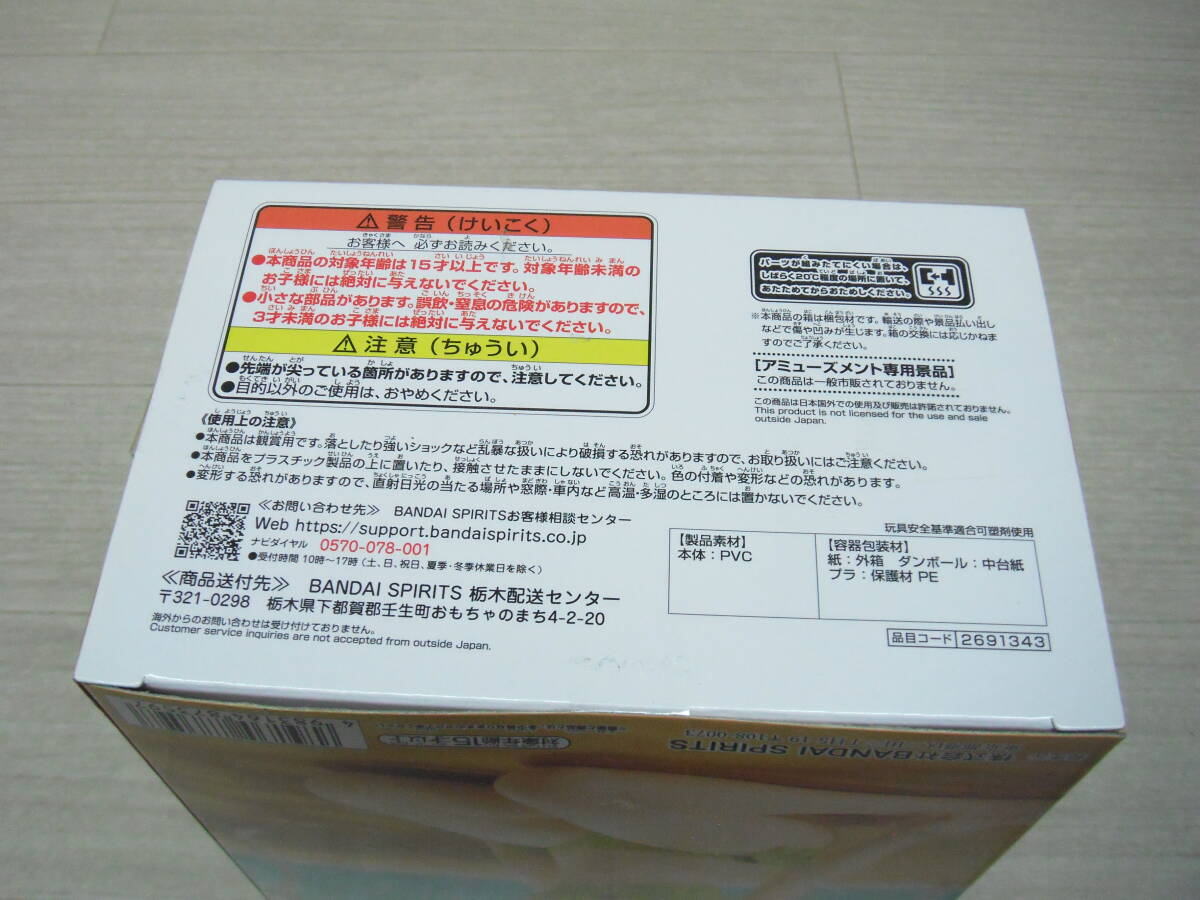 ⚠ 警告（けいこく）
お客様へ 必ずお読みください。
●本商品の対象年齢は15才以上です。対象年齢未満の
お子様には絶対に与えないでください。
●小さな部品があります。誤飲・窒息の危険がありますので、
3才未満のお子様には絶対に与えないでください。
⚠ 注意（ちゅうい）
●先端が尖っている箇所がありますので、注意してください。
●目的以外のご使用は、おやめください。
パーツが組みたてにくい場合は、
しばらく20℃程度の場所に置いて、
あたためてからおためしください。
※本商品の箱は梱包材です。輸送の際や景品払い出し
などで傷や凹みが生じます。箱の交換には応じかねま
すのでご了承ください。
［アミューズメント専用景品］
この商品は一般市販されておりません。
この商品は日本国外での使用及び販売は許諾されておりません。
This product is not licensed for the use and sale
outside Japan.
《使用上の注意》
●本商品は観賞用です。落としたり強いショックなど乱暴な扱いにより破損する恐れがありますので、お取り扱いにはご注意ください。
●本商品をプラスチック製品の上に置いたり、接触させたままにしないでください。色の付着や変形などの恐れがあります。
●変形する恐れがありますので、直射日光の当たる場所や窓際・車内など高温・多湿のところには置かないでください。
≪お問い合わせ先≫ BANDAI SPIRITSお客様相談センター
Web https://support.bandaispirits.co.jp
ナビダイヤル 0570-078-001
●受付時間 10時～17時（土、日、祝日、夏季・冬季休業日を除く）
≪商品送付先≫ BANDAI SPIRITS 栃木配送センター
〒321-0298 栃木県下都賀郡壬生町おもちゃのまち4-2-20
海外からのお問い合わせは受け付けておりません。
Customer service inquiries are not accepted from outside Japan.
玩具安全基準適合可塑剤使用
【製品素材】
本体：PVC
【容器包装材】
紙：外箱 ダンボール：中台紙
プラ：保護材 PE
品目コード 2691343
対象年齢15才以上
株式会社BANDAI SPIRITS
〒108-0073